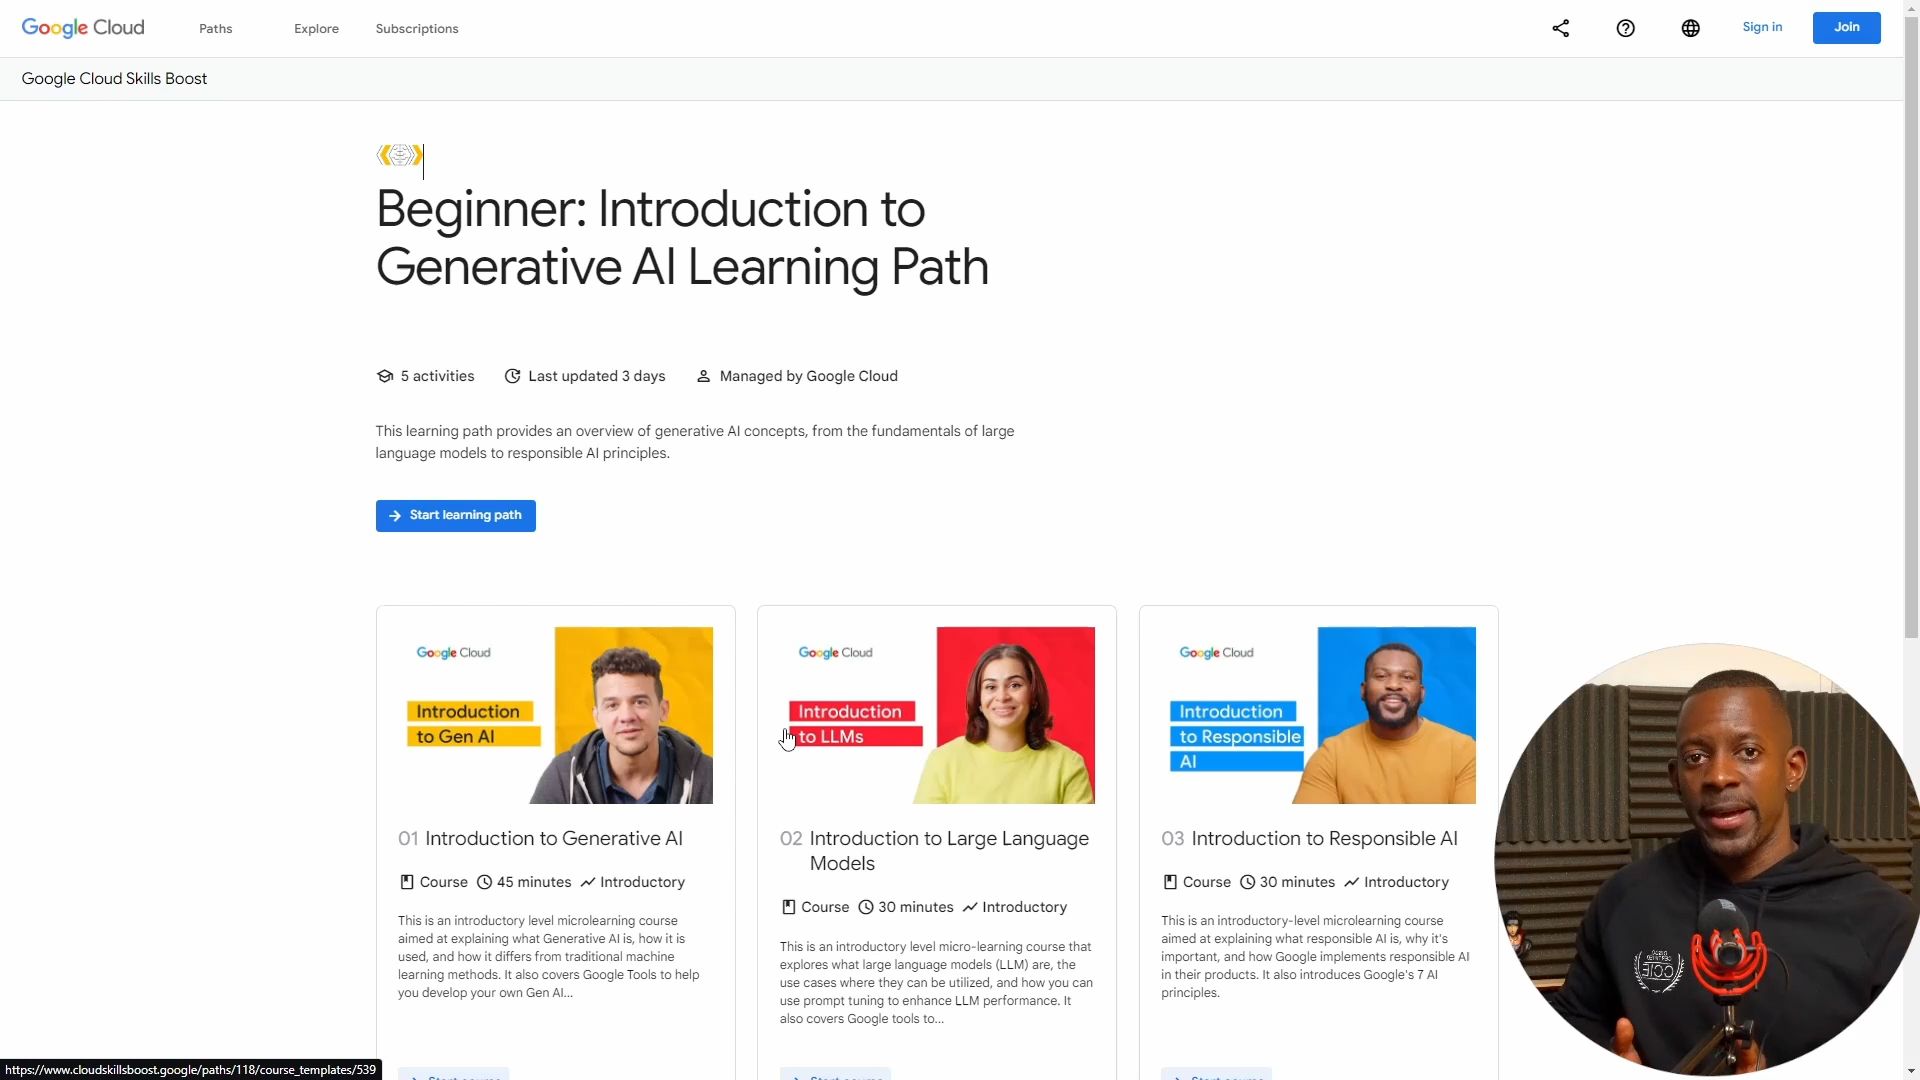 Google Cloud Paths Explore Subscriptions Sign in Join
Google Cloud Skills Boost
Beginner: Introduction to
Generative AI Learning Path
5 activities Last updated 3 days Managed by Google Cloud
This learning path provides an overview of generative AI concepts, from the fundamentals of large
language models to responsible AI principles.
Start learning path
Google Cloud
Introduction
to Gen AI
01 Introduction to Generative AI
Course 45 minutes Introductory
This is an introductory level microlearning course
aimed at explaining what Generative AI is, how it is
used, and how it differs from traditional machine
learning methods. It also covers Google Tools to help
you develop your own Gen AI...
Start course
Google Cloud
Introduction
to LLMs
02 Introduction to Large Language
Models
Course 30 minutes Introductory
This is an introductory level micro-learning course that
explores what large language models (LLM) are, the
use cases where they can be utilized, and how you can
use prompt tuning to enhance LLM performance. It
also covers Google tools to...
Start course
Google Cloud
Introduction
to Responsible
AI
03 Introduction to Responsible AI
Course 30 minutes Introductory
This is an introductory-level microlearning course
aimed at explaining what responsible AI is, why it's
important, and how Google implements responsible AI
in their products. It also introduces Google's 7 AI
principles.
Start course
https://www.cloudskillsboost.google/paths/118/course_templates/539